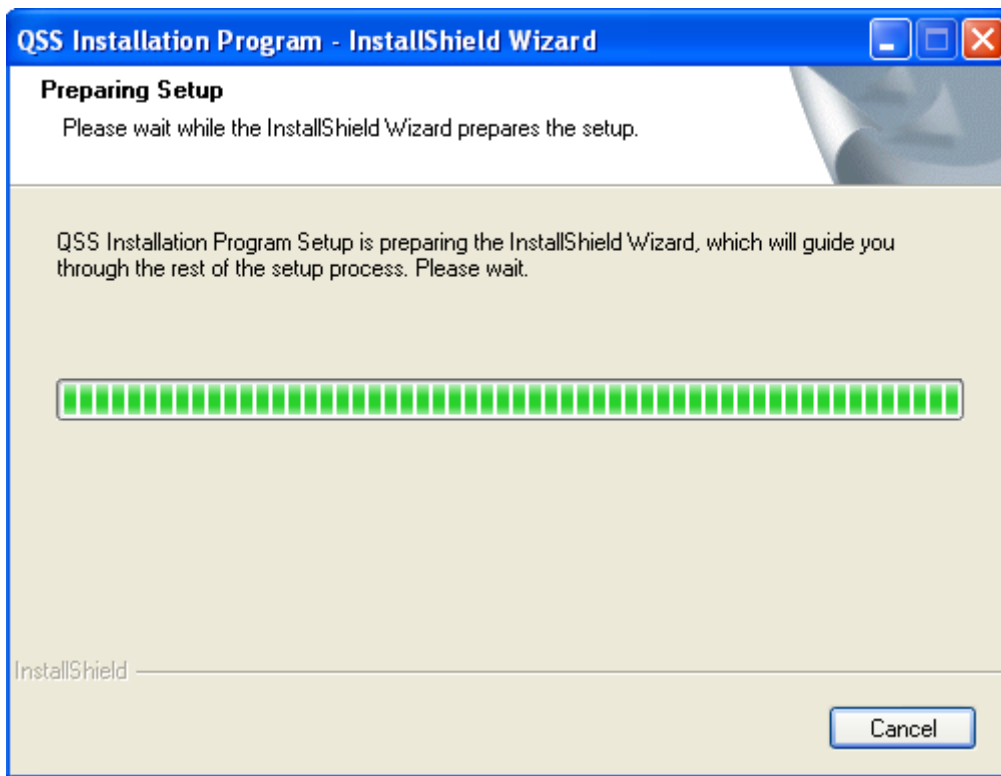 QSS Installation Program - InstallShield Wizard
Preparing Setup
Please wait while the InstallShield Wizard prepares the setup.
QSS Installation Program Setup is preparing the InstallShield Wizard, which will guide you
through the rest of the setup process. Please wait.
InstallShield
Cancel